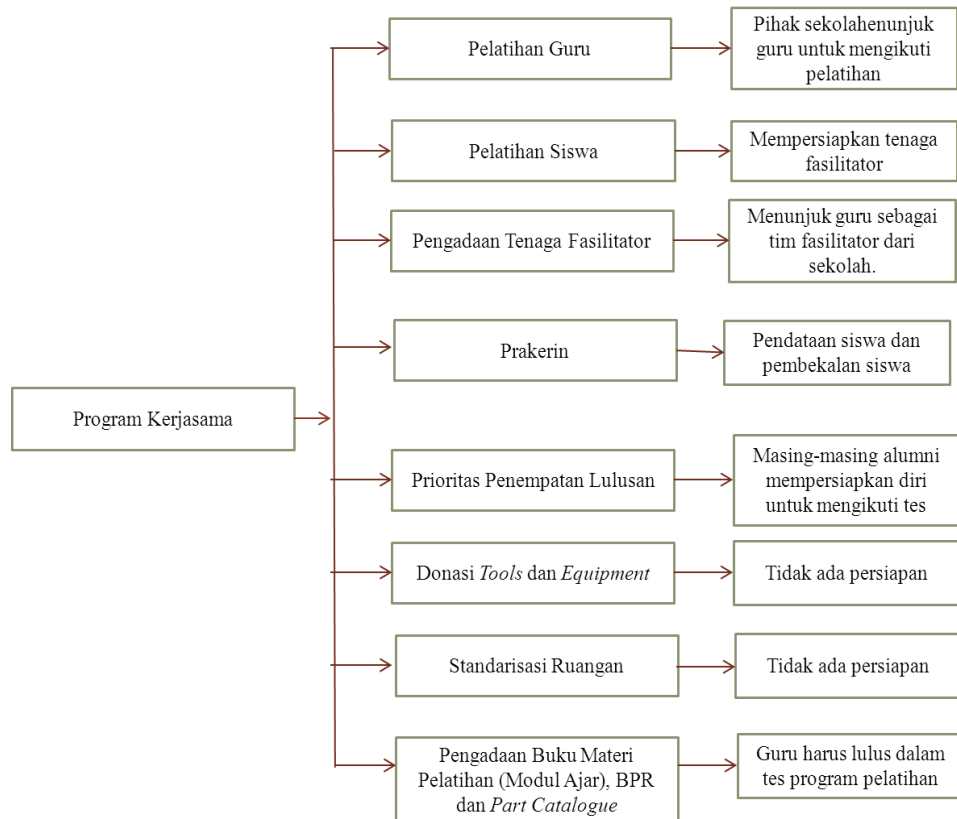 Pelatihan Guru
Pihak sekolahenunjuk
guru untuk mengikuti
pelatihan
Pelatihan Siswa
Mempersiapkan tenaga
fasilitator
Pengadaan Tenaga Fasilitator
Menunjuk guru sebagai
tim fasilitator dari
sekolah.
Prakerin
Pendataan siswa dan
pembekalan siswa
Program Kerjasama
Prioritas Penempatan Lulusan
Masing-masing alumni
mempersiapkan diri
untuk mengikuti tes
Donasi Tools dan Equipment
Tidak ada persiapan
Standarisasi Ruangan
Tidak ada persiapan
Pengadaan Buku Materi
Pelatihan (Modul Ajar), BPR
dan Part Catalogue
Guru harus lulus dalam
tes program pelatihan